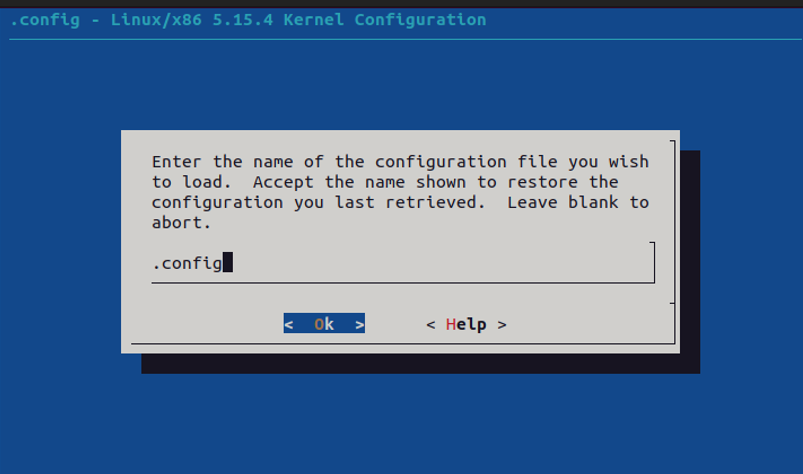 .config - Linux/x86 5.15.4 Kernel Configuration
Enter the name of the configuration file you wish
to load.  Accept the name shown to restore the
configuration you last retrieved.  Leave blank to
abort.
.config
<  Ok  > < Help >